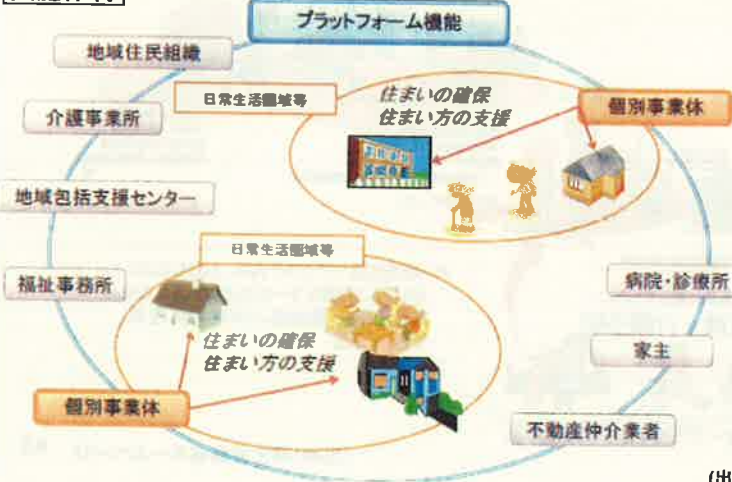 プラットフォーム機能
地域住民組織
日常生活圏域等
住まいの確保
住まい方の支援
個別事業体
介護事業所
地域包括支援センター
日常生活圏域等
福祉事務所
住まいの確保
住まい方の支援
個別事業体
病院・診療所
家主
不動産仲介業者
(出